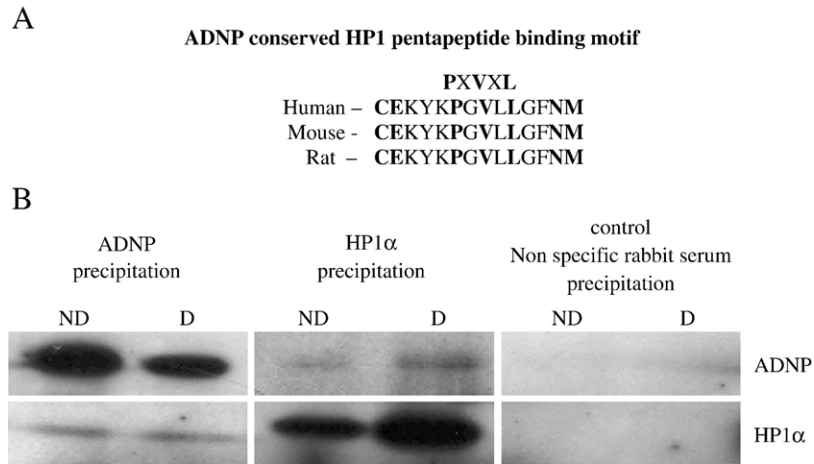 A
ADNP conserved HP1 pentapeptide binding motif
PXVXL
Human – CEKYKPGVLLGFNM
Mouse - CEKYKPGVLLGFNM
Rat – CEKYKPGVLLGFNM
B
ADNP
precipitation
HP1α
precipitation
control
Non specific rabbit serum
precipitation
ND D ND D ND D
ADNP
HP1α